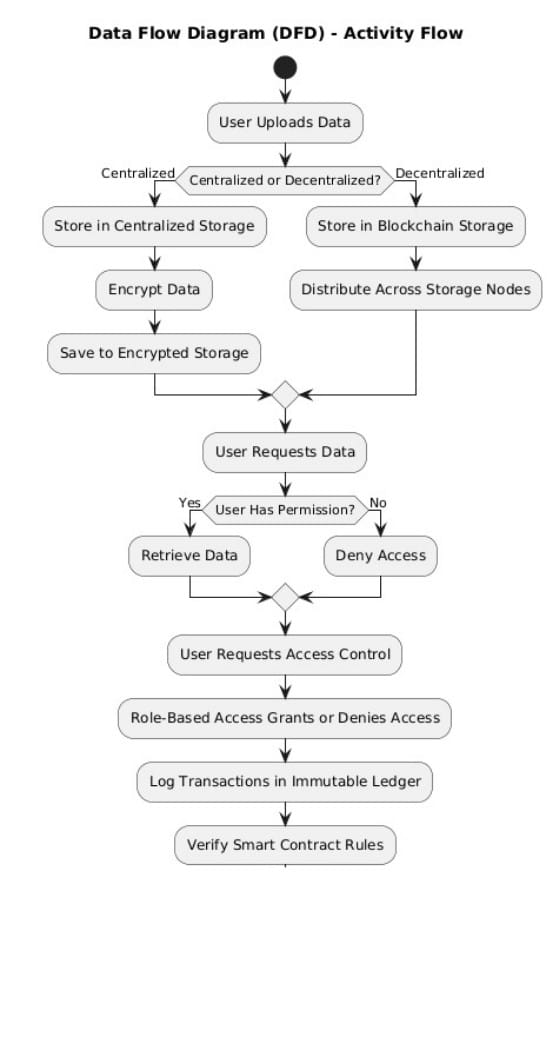 Data Flow Diagram (DFD) - Activity Flow
User Uploads Data
Centralized
Centralized or Decentralized?
Decentralized
Store in Centralized Storage
Store in Blockchain Storage
Encrypt Data
Distribute Across Storage Nodes
Save to Encrypted Storage
User Requests Data
Yes
User Has Permission?
No
Retrieve Data
Deny Access
User Requests Access Control
Role-Based Access Grants or Denies Access
Log Transactions in Immutable Ledger
Verify Smart Contract Rules